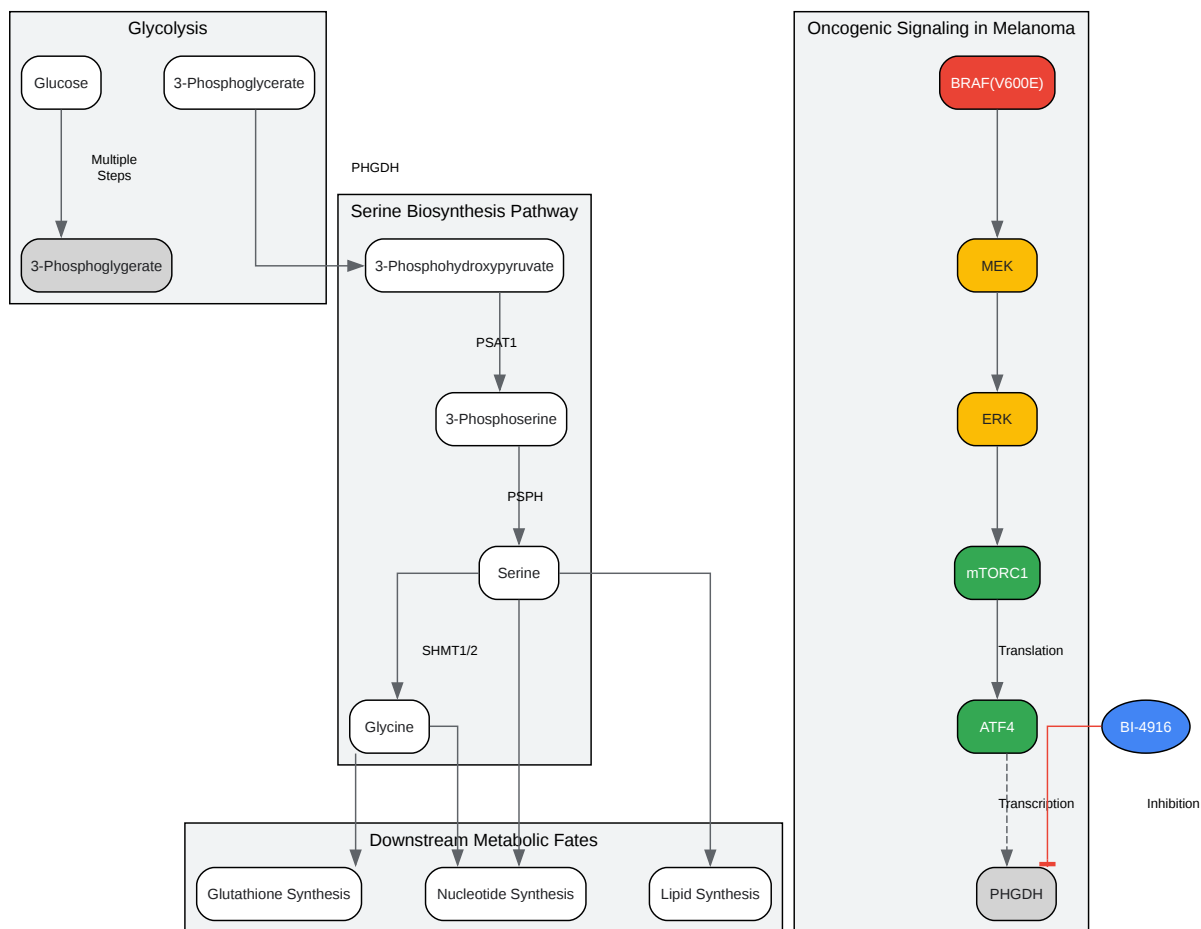 Glycolysis
Glucose
3-Phosphoglycerate
Multiple
Steps
3-Phosphoglygerate
PHGDH
Serine Biosynthesis Pathway
3-Phosphohydroxypyruvate
PSAT1
3-Phosphoserine
PSPH
Serine
SHMT1/2
Glycine
Downstream Metabolic Fates
Glutathione Synthesis
Nucleotide Synthesis
Lipid Synthesis
Oncogenic Signaling in Melanoma
BRAF(V600E)
MEK
ERK
mTORC1
Translation
ATF4
BI-4916
Transcription
Inhibition
PHGDH